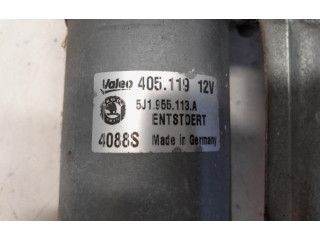 Valeo 405.119 12V
5J1.955.113.A
ENTSTOERT
4088S Made in Germany